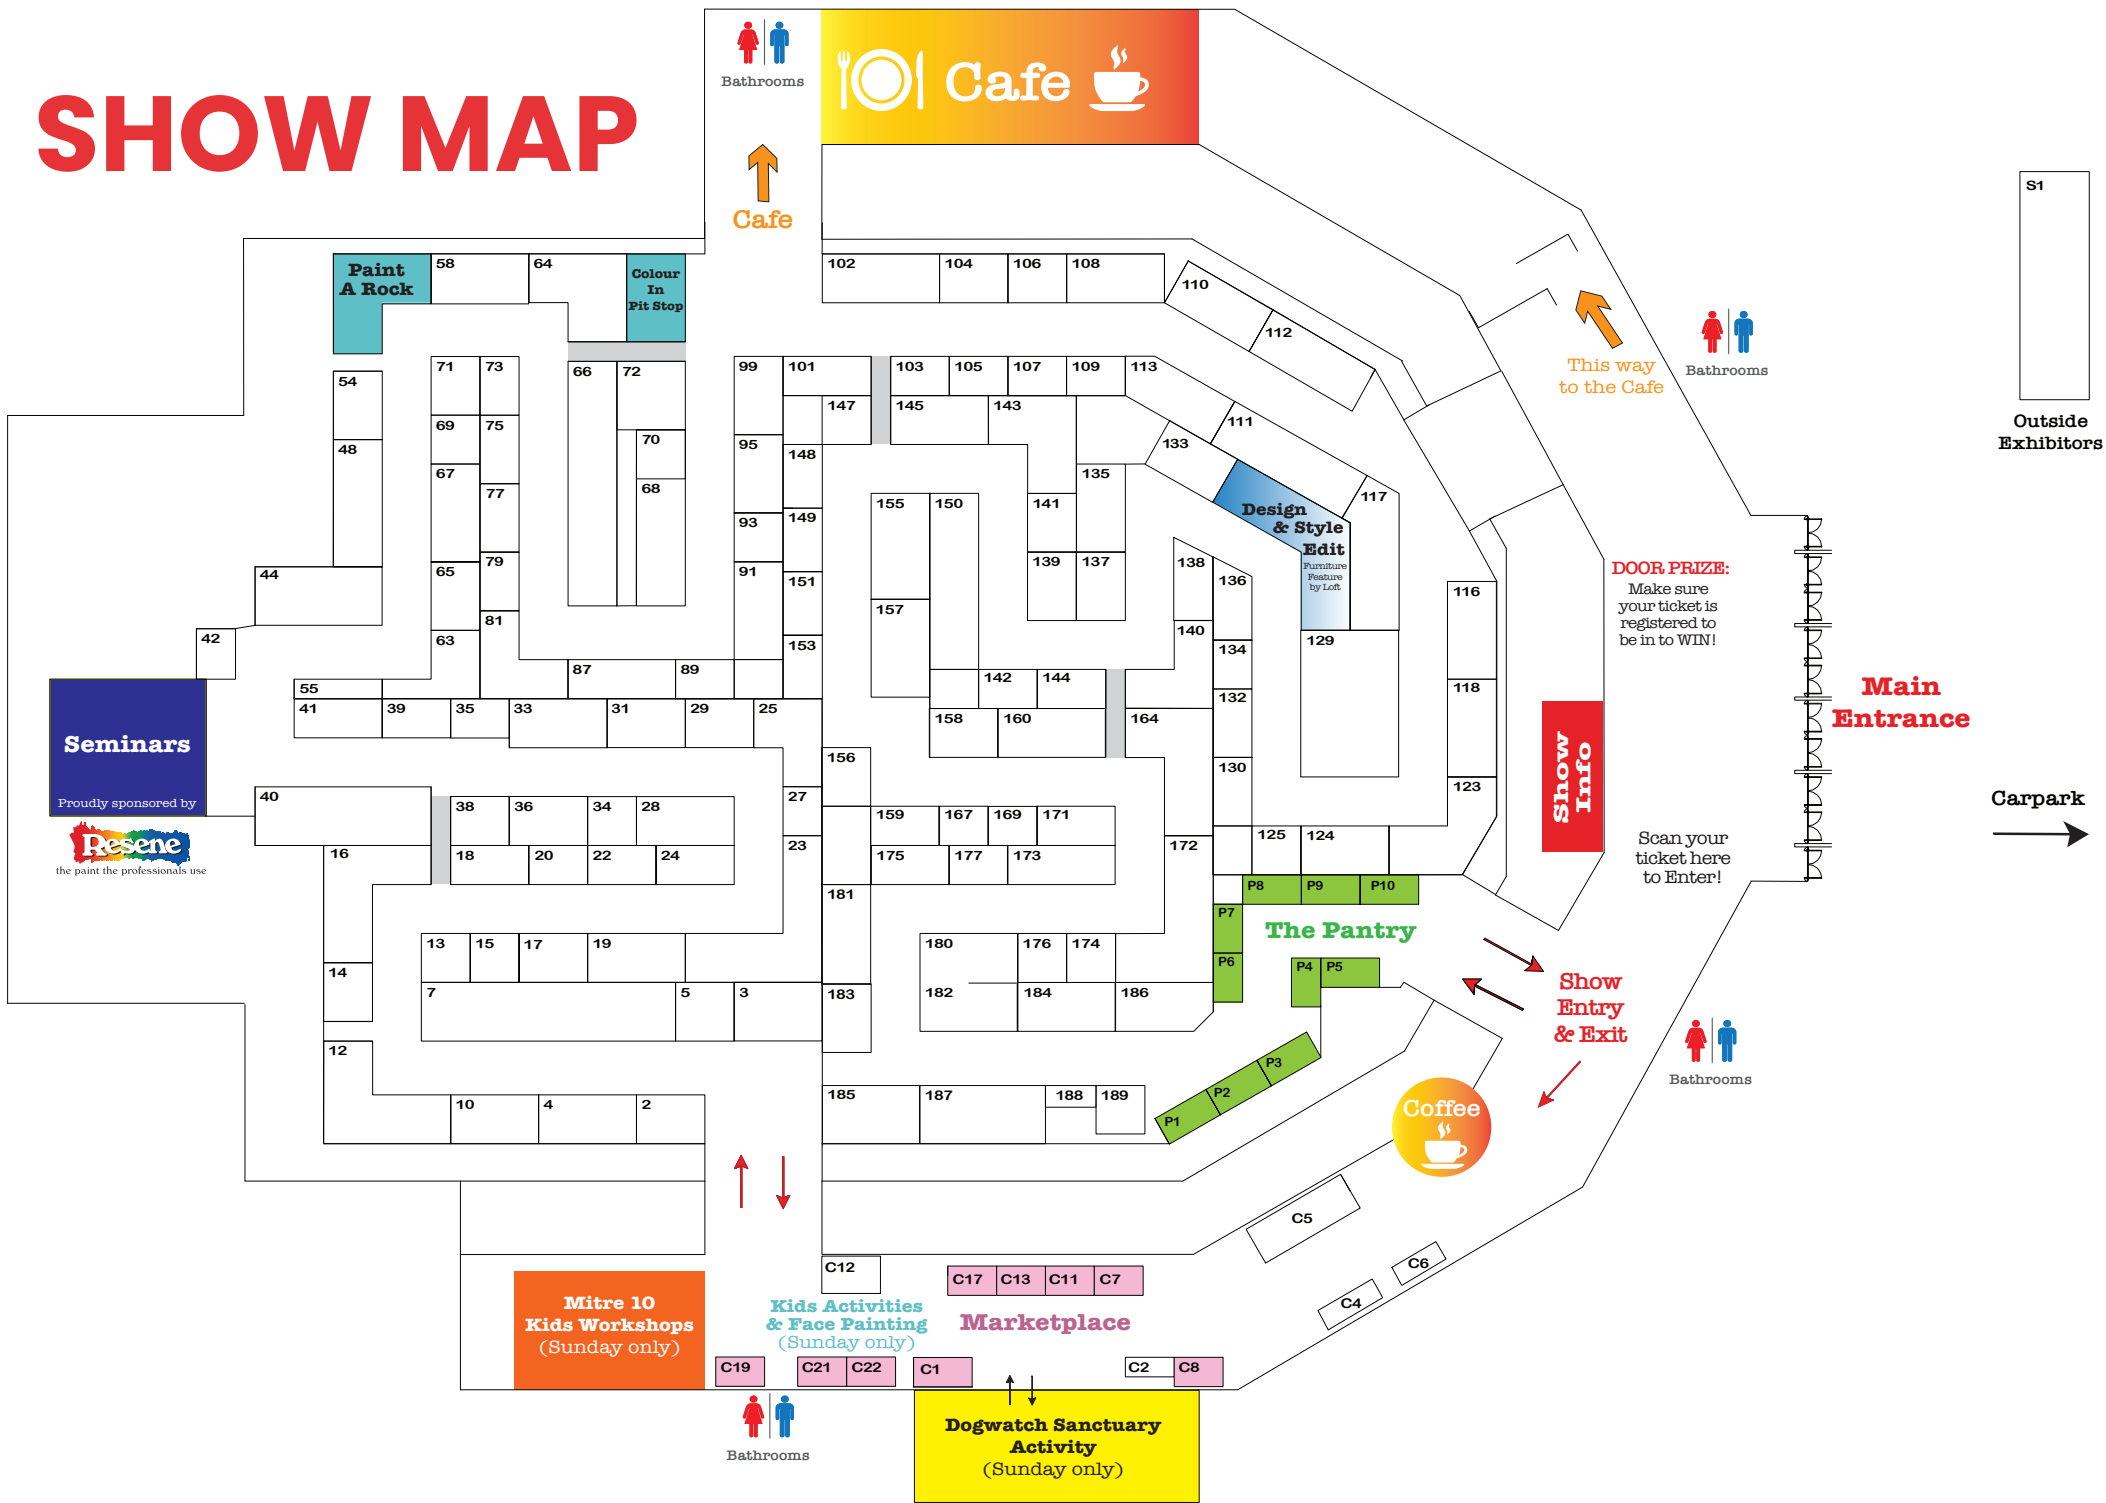 SHOW MAP
Bathrooms
Cafe
Cafe
S1
Outside
Exhibitors
Paint
A Rock
58
64
Colour
In
Pit Stop
102
104
106
108
110
112
This way
to the Cafe
Bathrooms
54
48
44
42
71
73
69
75
67
77
65
79
63
81
66
72
70
68
99
101
95
147
148
93
149
91
151
153
103
105
107
109
113
145
143
111
133
135
117
155
150
141
139
137
157
138
136
140
134
142
144
132
158
160
164
130
Design
& Style
Edit
Furniture
Feature
by Loft
129
116
118
123
125
124
DOOR PRIZE:
Make sure
your ticket is
registered to
be in to WIN!
Main
Entrance
Show
Info
Scan your
ticket here
to Enter!
Carpark
87
89
55
41
39
35
33
31
29
25
Seminars
Proudly sponsored by
Resene
the paint the professionals use
40
38
36
34
28
27
16
18
20
22
24
23
156
159
167
169
171
175
177
173
172
181
P8
P9
P10
P7
The Pantry
P6
P4
P5
14
13
15
17
19
7
5
3
183
180
176
174
182
184
186
Show
Entry
& Exit
Bathrooms
12
10
4
2
185
187
188
189
P1
P2
P3
Coffee
C5
C6
C4
C12
C17
C13
C11
C7
Mitre 10
Kids Workshops
(Sunday only)
Kids Activities
& Face Painting
(Sunday only)
Marketplace
C19
C21
C22
C1
C2
C8
Bathrooms
Dogwatch Sanctuary
Activity
(Sunday only)